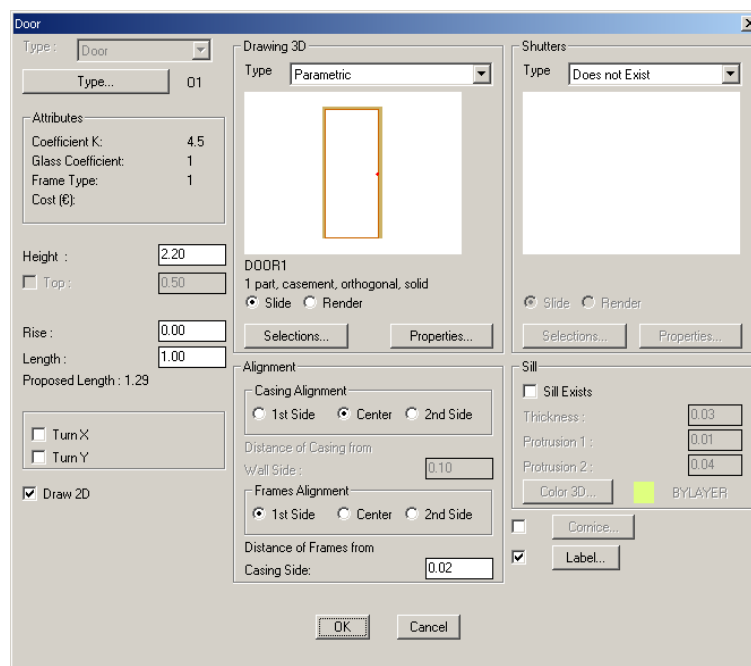 Door
Type :
Door
Type...
01
Attributes
Coefficient K:
4.5
Glass Coefficient:
1
Frame Type:
1
Cost (€):
Height :
2.20
Top :
0.50
Rise :
0.00
Length :
1.00
Proposed Length : 1.29
Turn X
Turn Y
Draw 2D
Drawing 3D
Type
Parametric
DOOR1
1 part, casement, orthogonal, solid
Slide
Render
Selections...
Properties...
Alignment
Casing Alignment
1st Side
Center
2nd Side
Distance of Casing from
Wall Side :
0.10
Frames Alignment
1st Side
Center
2nd Side
Distance of Frames from
Casing Side:
0.02
Shutters
Type
Does not Exist
Slide
Render
Selections...
Properties...
Sill
Sill Exists
Thickness :
0.03
Protrusion 1 :
0.01
Protrusion 2 :
0.04
Color 3D...
BYLAYER
Cornice...
Label...
OK
Cancel